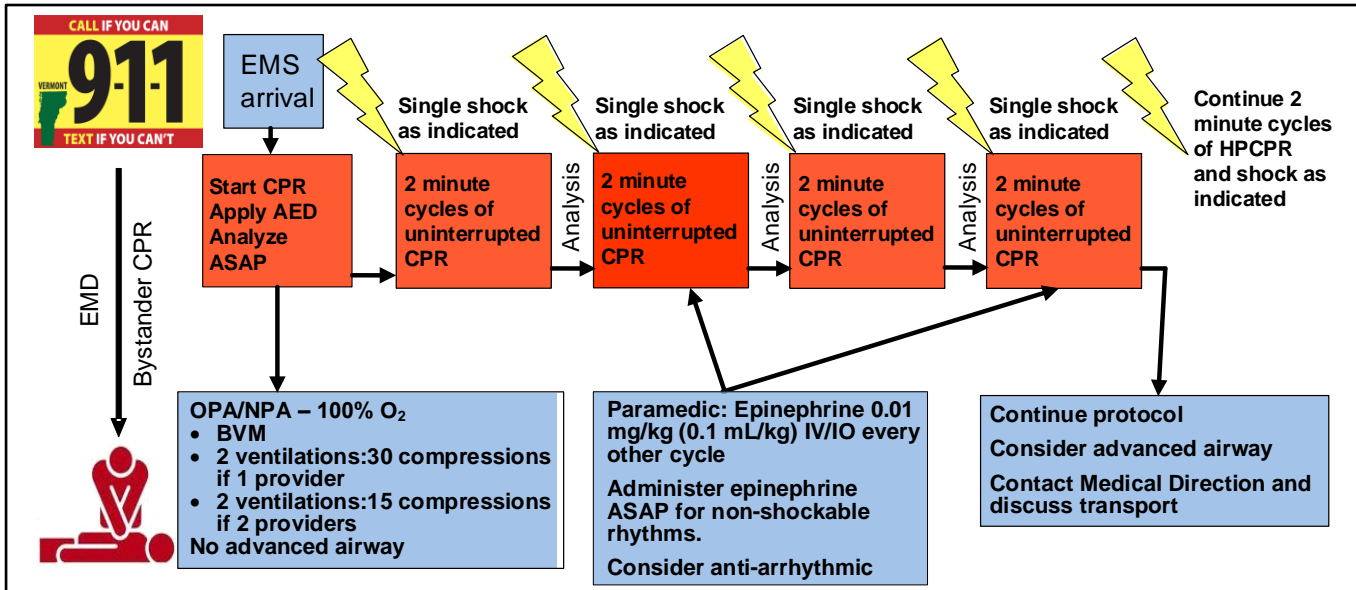 CALL IF YOU CAN
VERMONT
9-1-1
TEXT IF YOU CAN'T
EMD
Bystander CPR
EMS
arrival
Start CPR
Apply AED
Analyze
ASAP
Single shock
as indicated
2 minute
cycles of
uninterrupted
CPR
Analysis
Single shock
as indicated
2 minute
cycles of
uninterrupted
CPR
Analysis
Single shock
as indicated
2 minute
cycles of
uninterrupted
CPR
Analysis
Single shock
as indicated
2 minute
cycles of
uninterrupted
CPR
Continue 2
minute cycles
of HPCPR
and shock as
indicated
OPA/NPA – 100% O₂
• BVM
• 2 ventilations:30 compressions
if 1 provider
• 2 ventilations:15 compressions
if 2 providers
No advanced airway
Paramedic: Epinephrine 0.01
mg/kg (0.1 mL/kg) IV/IO every
other cycle
Administer epinephrine
ASAP for non-shockable
rhythms.
Consider anti-arrhythmic
Continue protocol
Consider advanced airway
Contact Medical Direction and
discuss transport